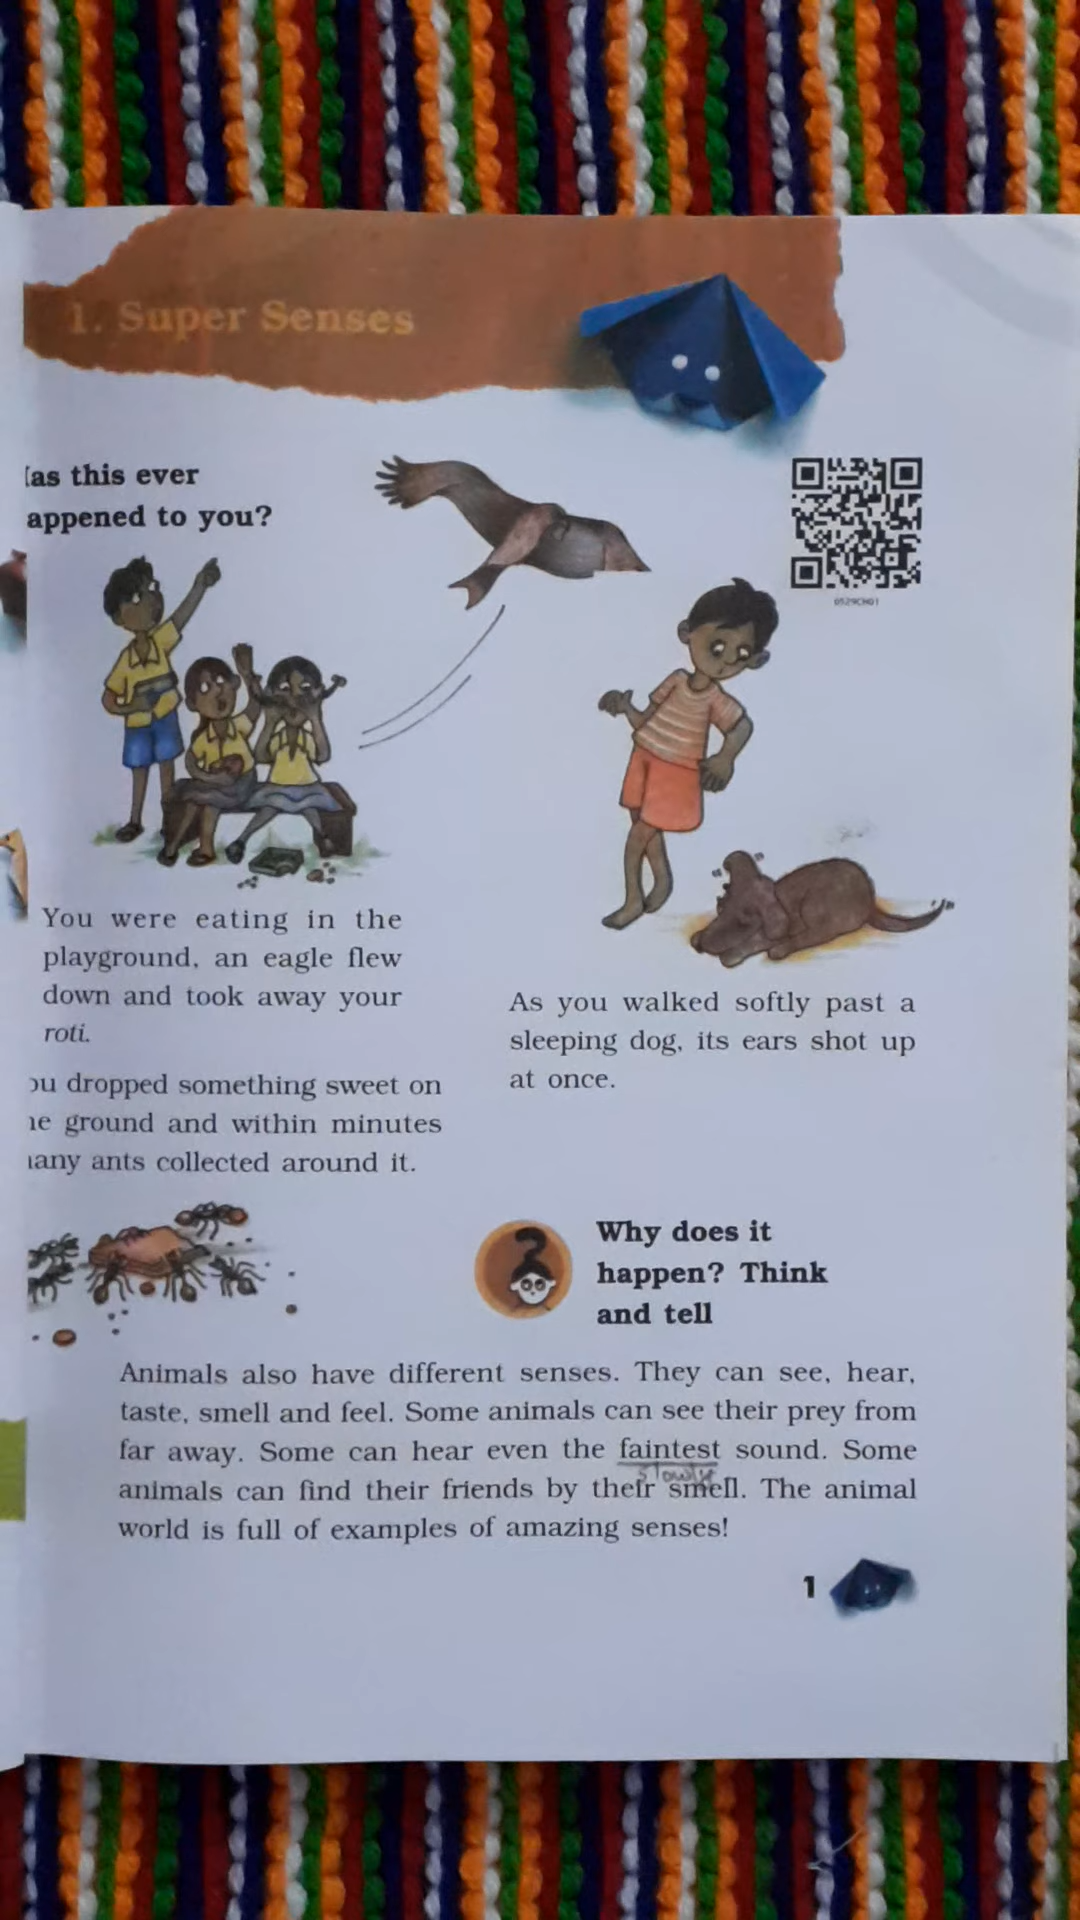 1. Super Senses
as this ever
appened to you?
0529CH01
You were eating in the
playground, an eagle flew
down and took away your
roti.
As you walked softly past a
sleeping dog, its ears shot up
at once.
ou dropped something sweet on
e ground and within minutes
any ants collected around it.
Why does it
happen? Think
and tell
Animals also have different senses. They can see, hear,
taste, smell and feel. Some animals can see their prey from
far away. Some can hear even the faintest sound. Some
slowly
animals can find their friends by their smell. The animal
world is full of examples of amazing senses!
1